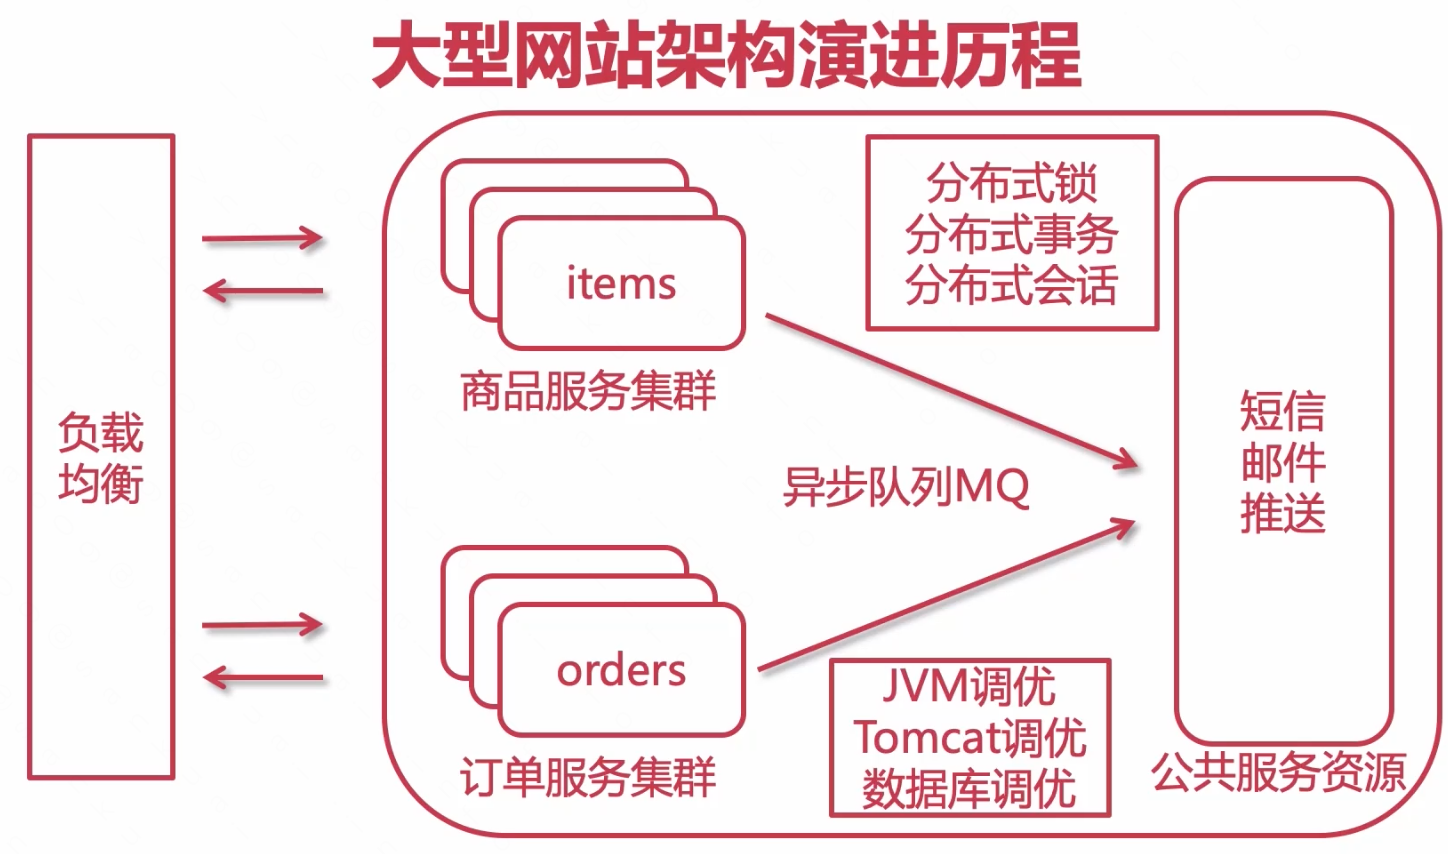 大型网站架构演进历程
负载
均衡
items
商品服务集群
分布式锁
分布式事务
分布式会话
异步队列MQ
短信
邮件
推送
orders
订单服务集群
JVM调优
Tomcat调优
数据库调优
公共服务资源